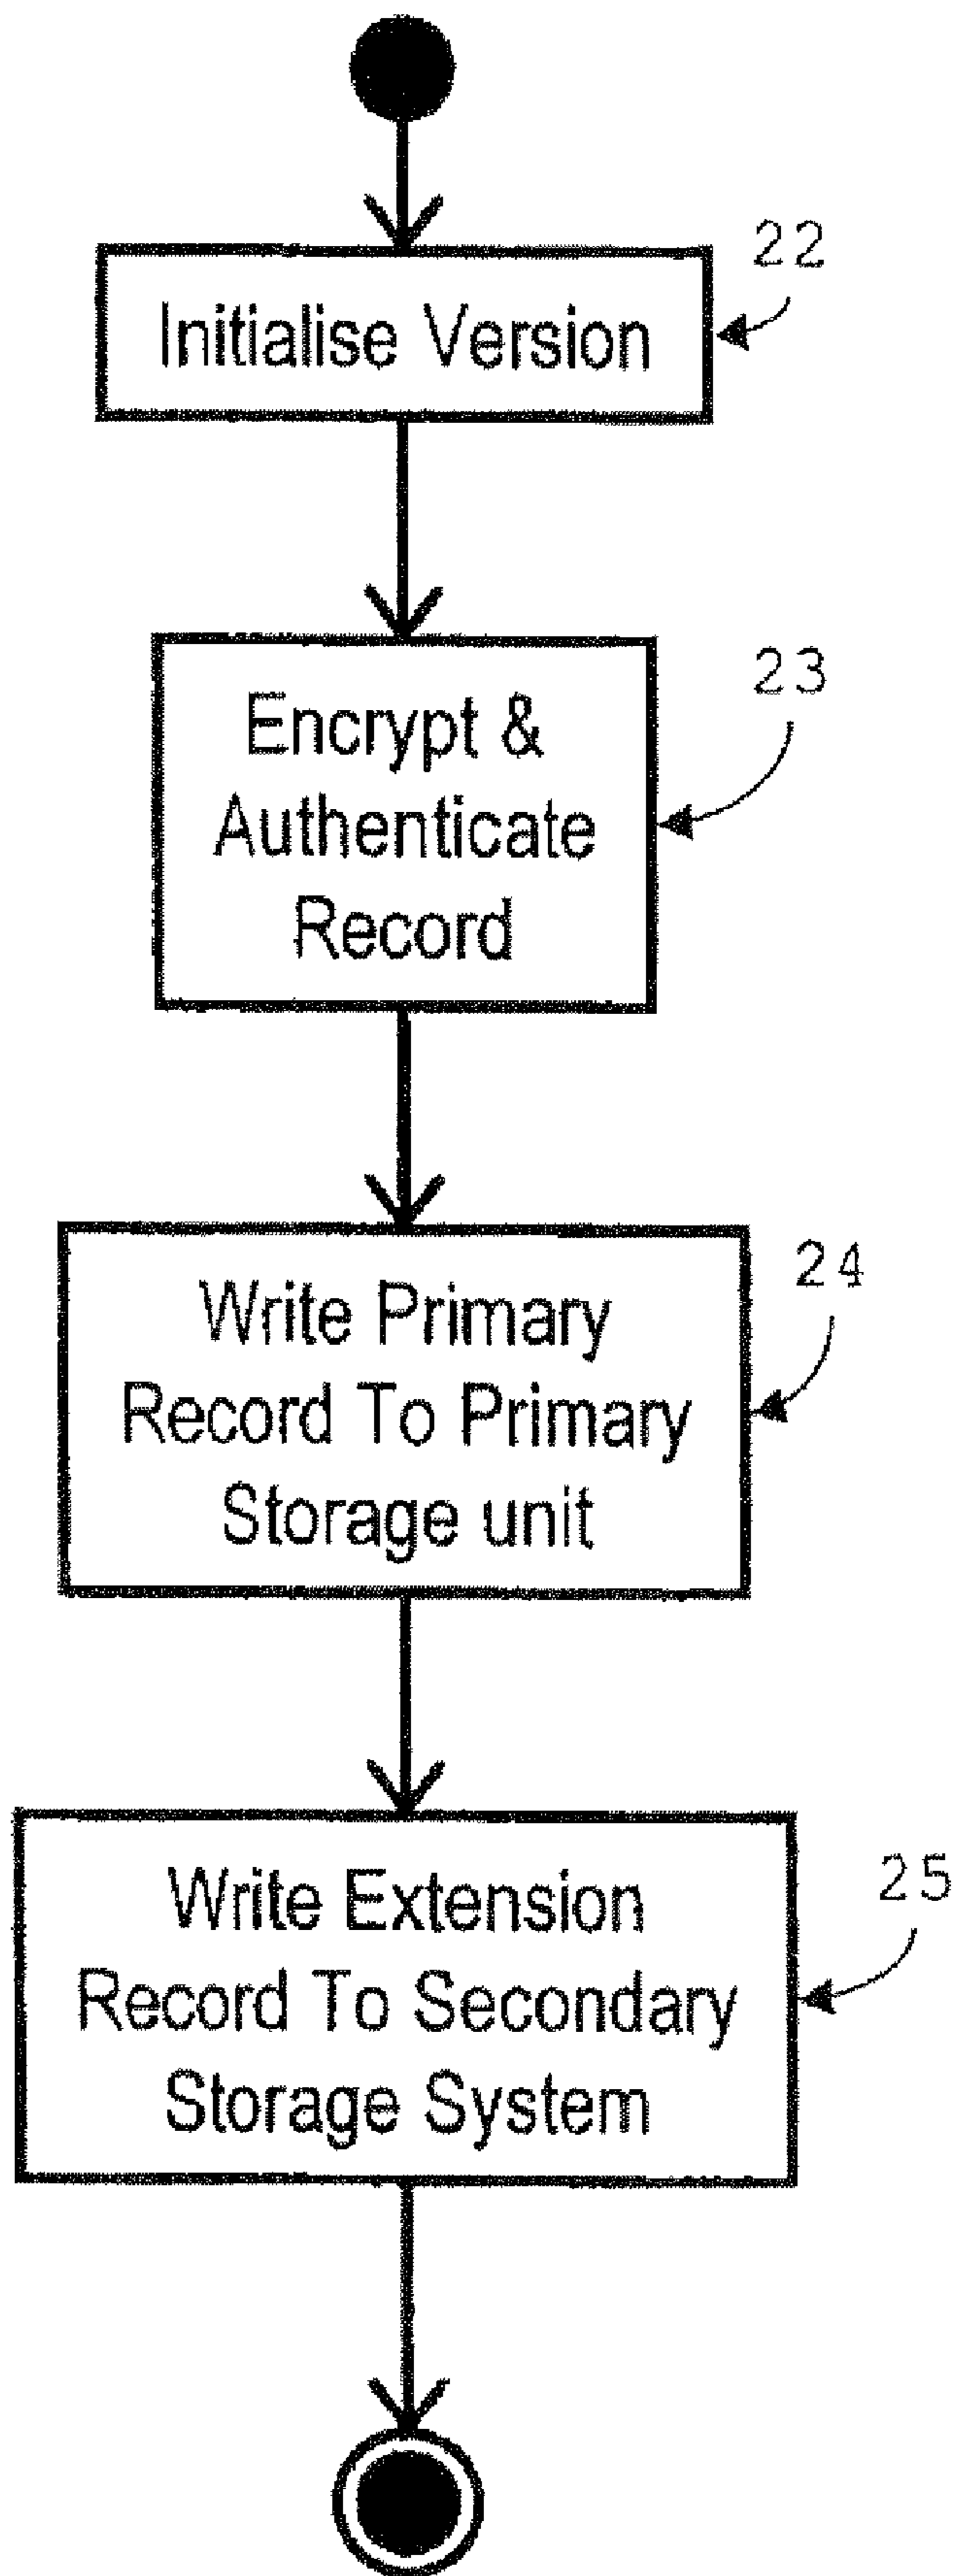 22
Initialise Version
23
Encrypt &
Authenticate
Record
24
Write Primary
Record To Primary
Storage unit
25
Write Extension
Record To Secondary
Storage System